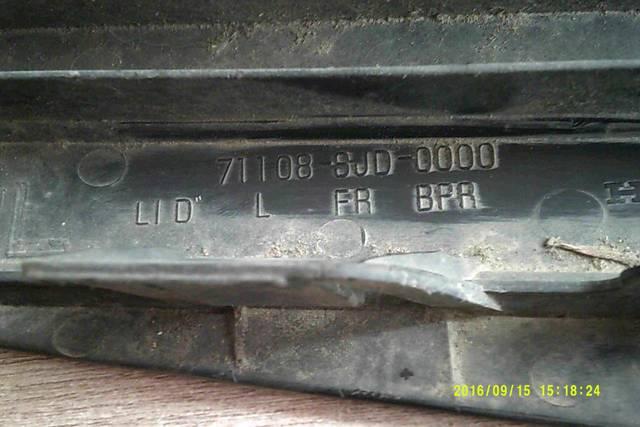 71108-SJD-0000
LID" L FR BPR
H
2016/09/15 15:18:24